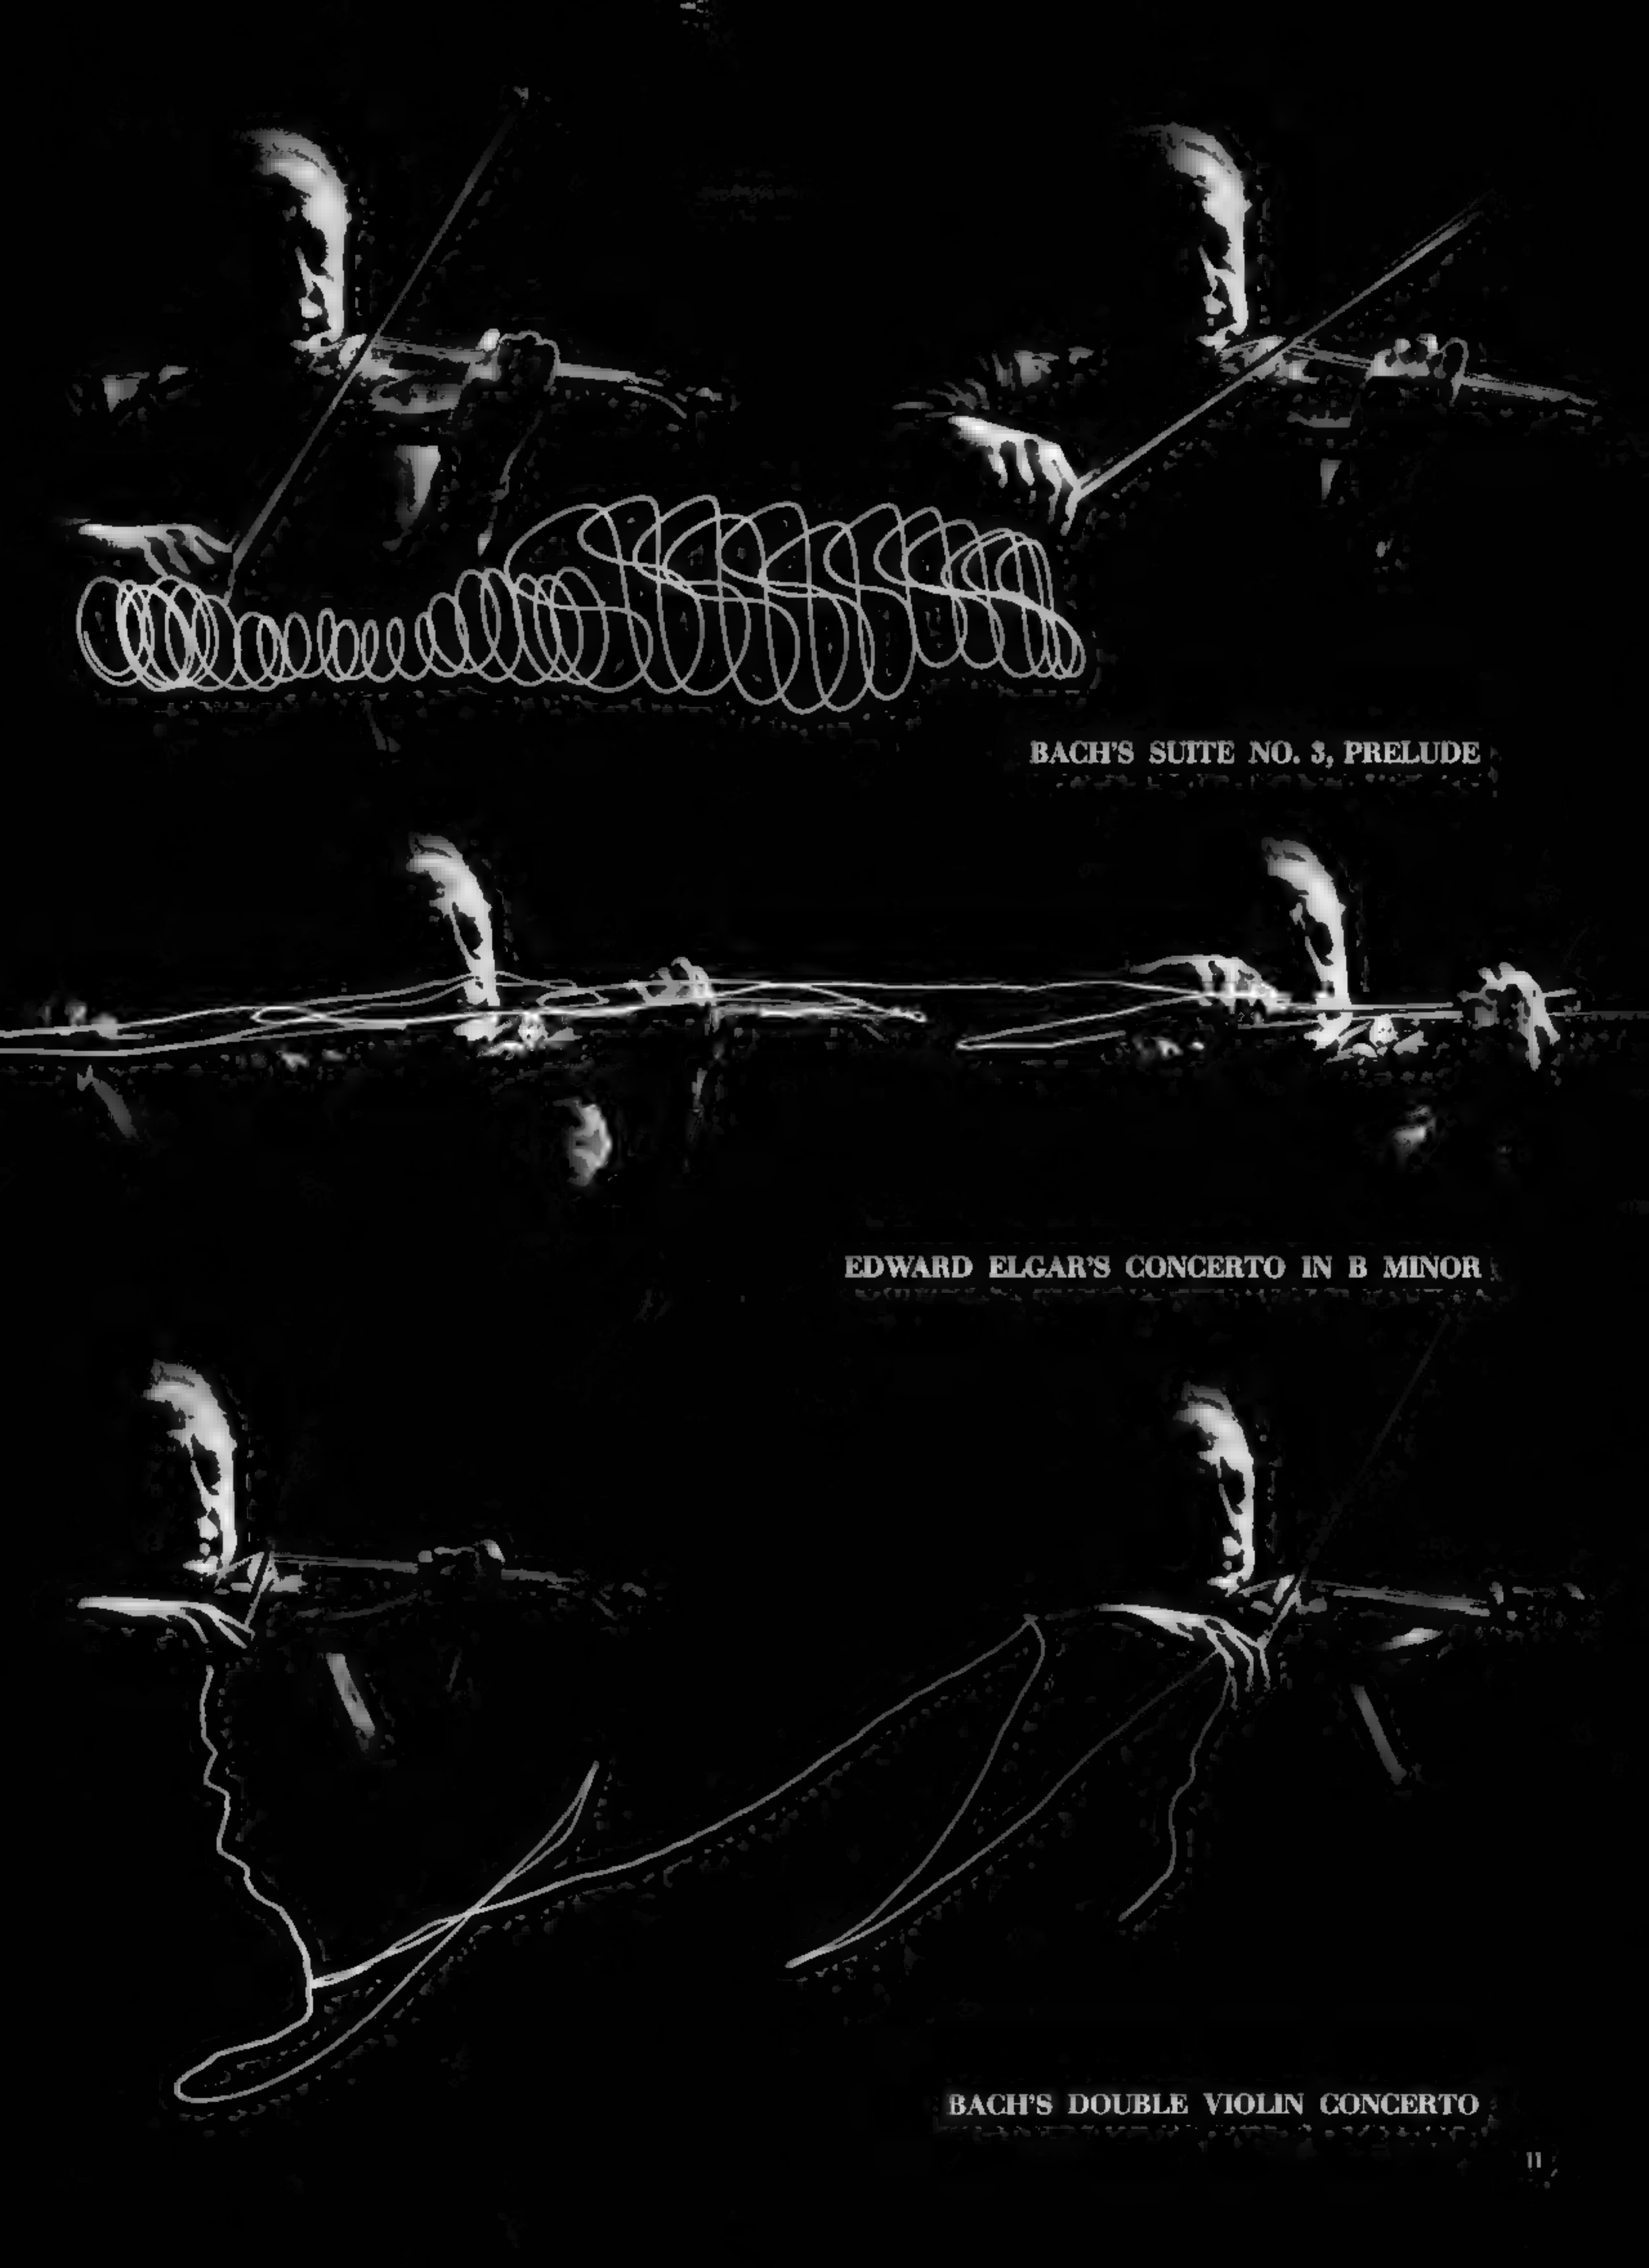 BACH'S SUITE NO. 3, PRELUDE
EDWARD ELGAR'S CONCERTO IN B MINOR
BACH'S DOUBLE VIOLIN CONCERTO
11